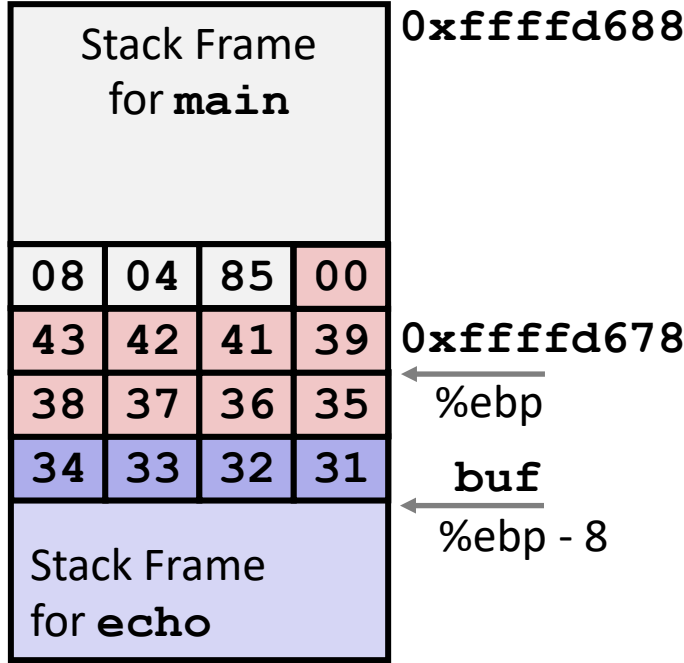 0xffffd688
Stack Frame
for main
08 04 85 00
43 42 41 39 0xffffd678
38 37 36 35 %ebp
34 33 32 31 buf
%ebp - 8
Stack Frame
for echo